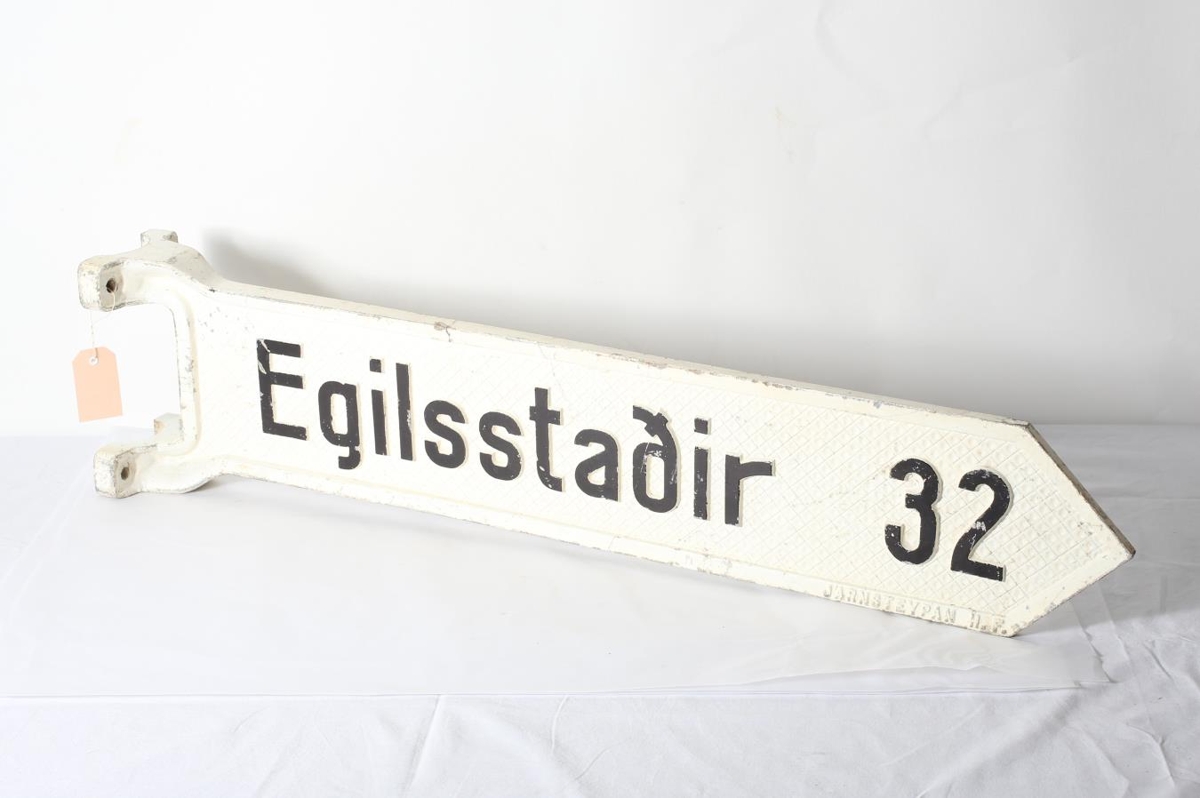 Egilsstaðir 32
JARNSTEYPAN H.F.